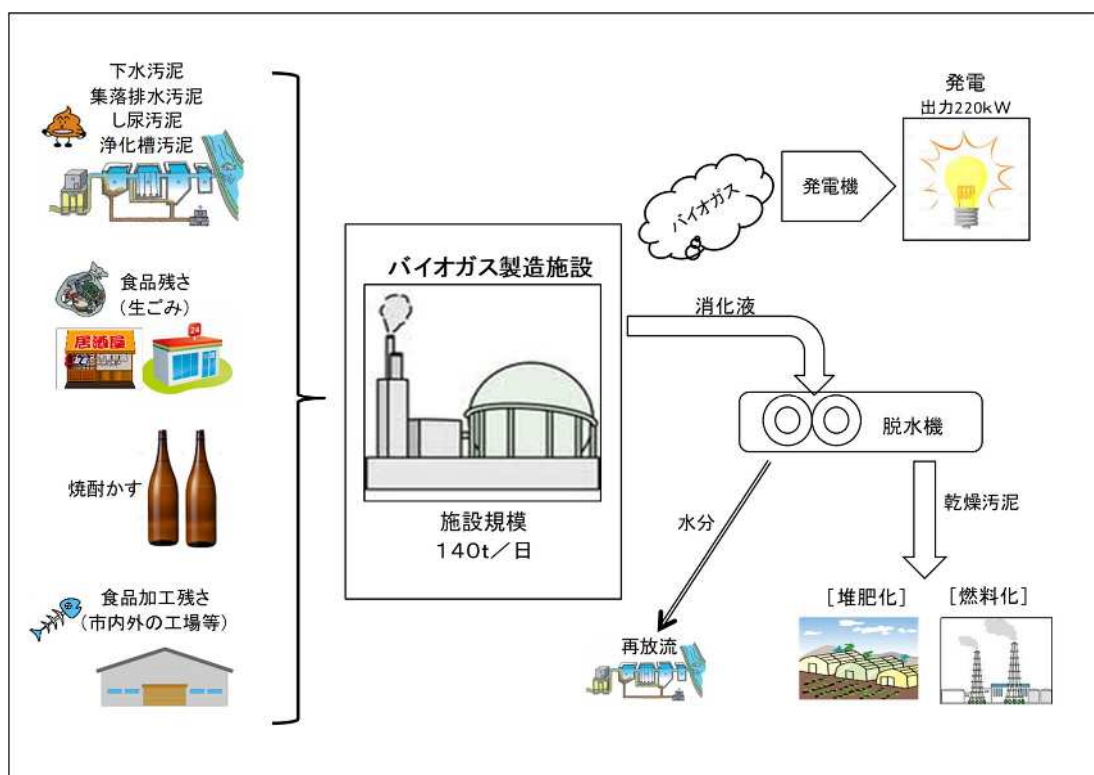 下水汚泥
集落排水汚泥
し尿汚泥
浄化槽汚泥
食品残さ
(生ごみ)
居酒屋
24
焼酎かす
食品加工残さ
(市内外の工場等)
バイオガス製造施設
施設規模
140t/日
バイオガス
発電機
発電
出力220kW
消化液
脱水機
水分
乾燥汚泥
再放流
[堆肥化]
[燃料化]